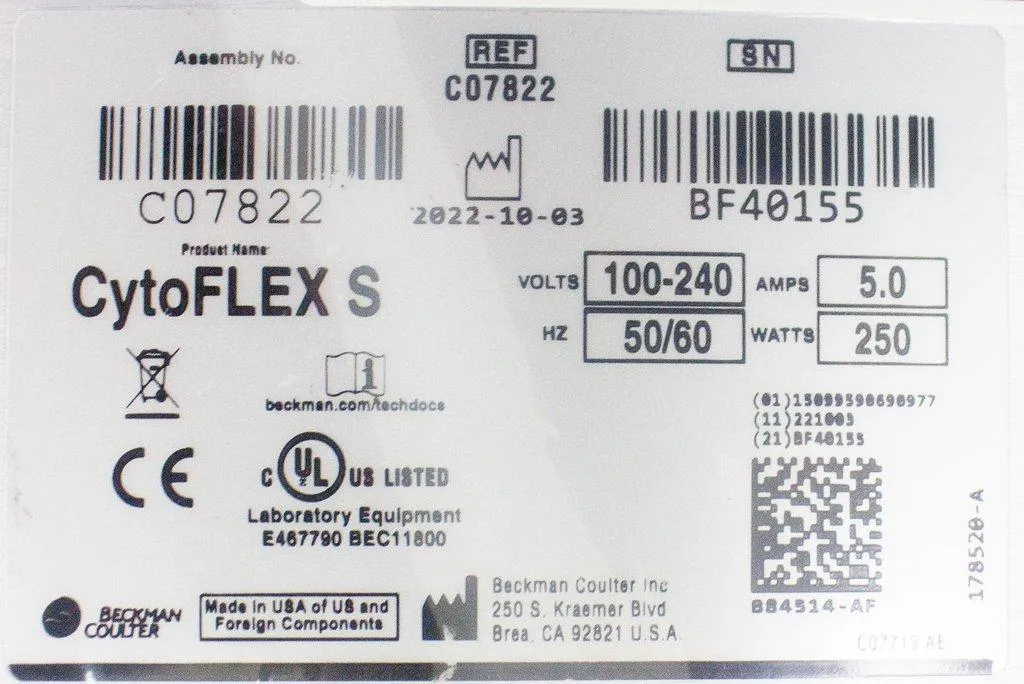 Assembly No.
C07822
REF
C07822
2022-10-03
SN
BF40155
Product Name:
CytoFLEX S
VOLTS 100-240 AMPS 5.0
HZ 50/60 WATTS 250
i
beckman.com/techdocs
CE
C UL US LISTED
Laboratory Equipment
E467790 BEC11800
(01)15099590690977
(11)221003
(21)BF40155
B84514-AF
178520-A
BECKMAN
COULTER
Made in USA of US and
Foreign Components
Beckman Coulter Inc
250 S. Kraemer Blvd
Brea, CA 92821 U.S.A.
C07713 AE